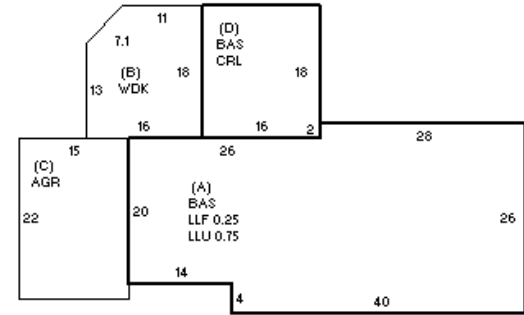 11
7.1
(D)
BAS
CRL
(B)
WDK
18
18
13
16
16
2
28
15
26
(C)
AGR
(A)
BAS
LLF 0.25
LLU 0.75
22
20
26
14
4
40